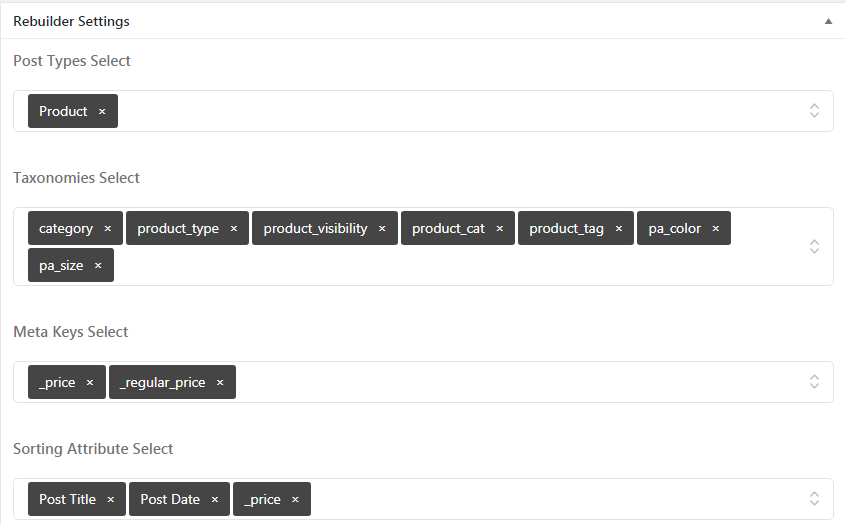 Rebuilder Settings
Post Types Select
Product ×
Taxonomies Select
category × product_type × product_visibility × product_cat × product_tag × pa_color ×
pa_size ×
Meta Keys Select
_price × _regular_price ×
Sorting Attribute Select
Post Title × Post Date × _price ×